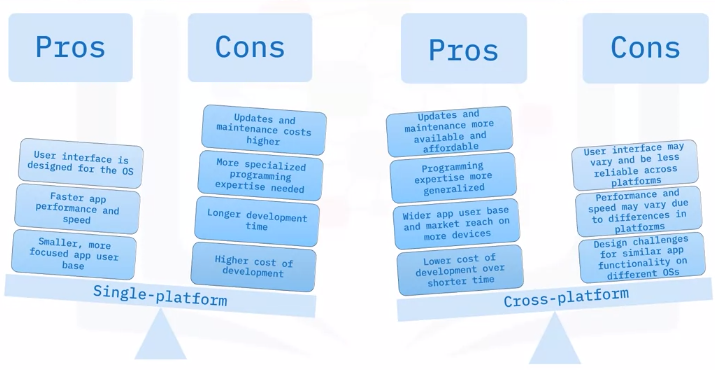 Pros
Cons
User interface is
designed for the OS
Faster app
performance and
speed
Smaller, more
focused app user
base
Updates and
maintenance costs
higher
More specialized
programming
expertise needed
Longer development
time
Higher cost of
development
Single-platform
Pros
Cons
Updates and
maintenance more
available and
affordable
Programming
expertise more
generalized
Wider app user base
and market reach on
more devices
Lower cost of
development over
shorter time
User interface may
vary and be less
reliable across
platforms
Performance and
speed may vary due
to differences in
platforms
Design challenges
for similar app
functionality on
different OSs
Cross-platform